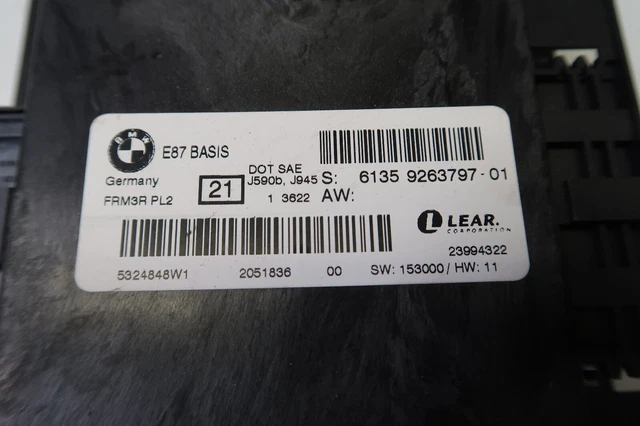 BMW
E87 BASIS
Germany
FRM3R PL2
21
DOT SAE
J590b, J945
1 3622
S: 6135 9263797-01
AW:
LEAR.
CORPORATION
23994322
5324848W1 2051836 00 SW: 153000 / HW: 11